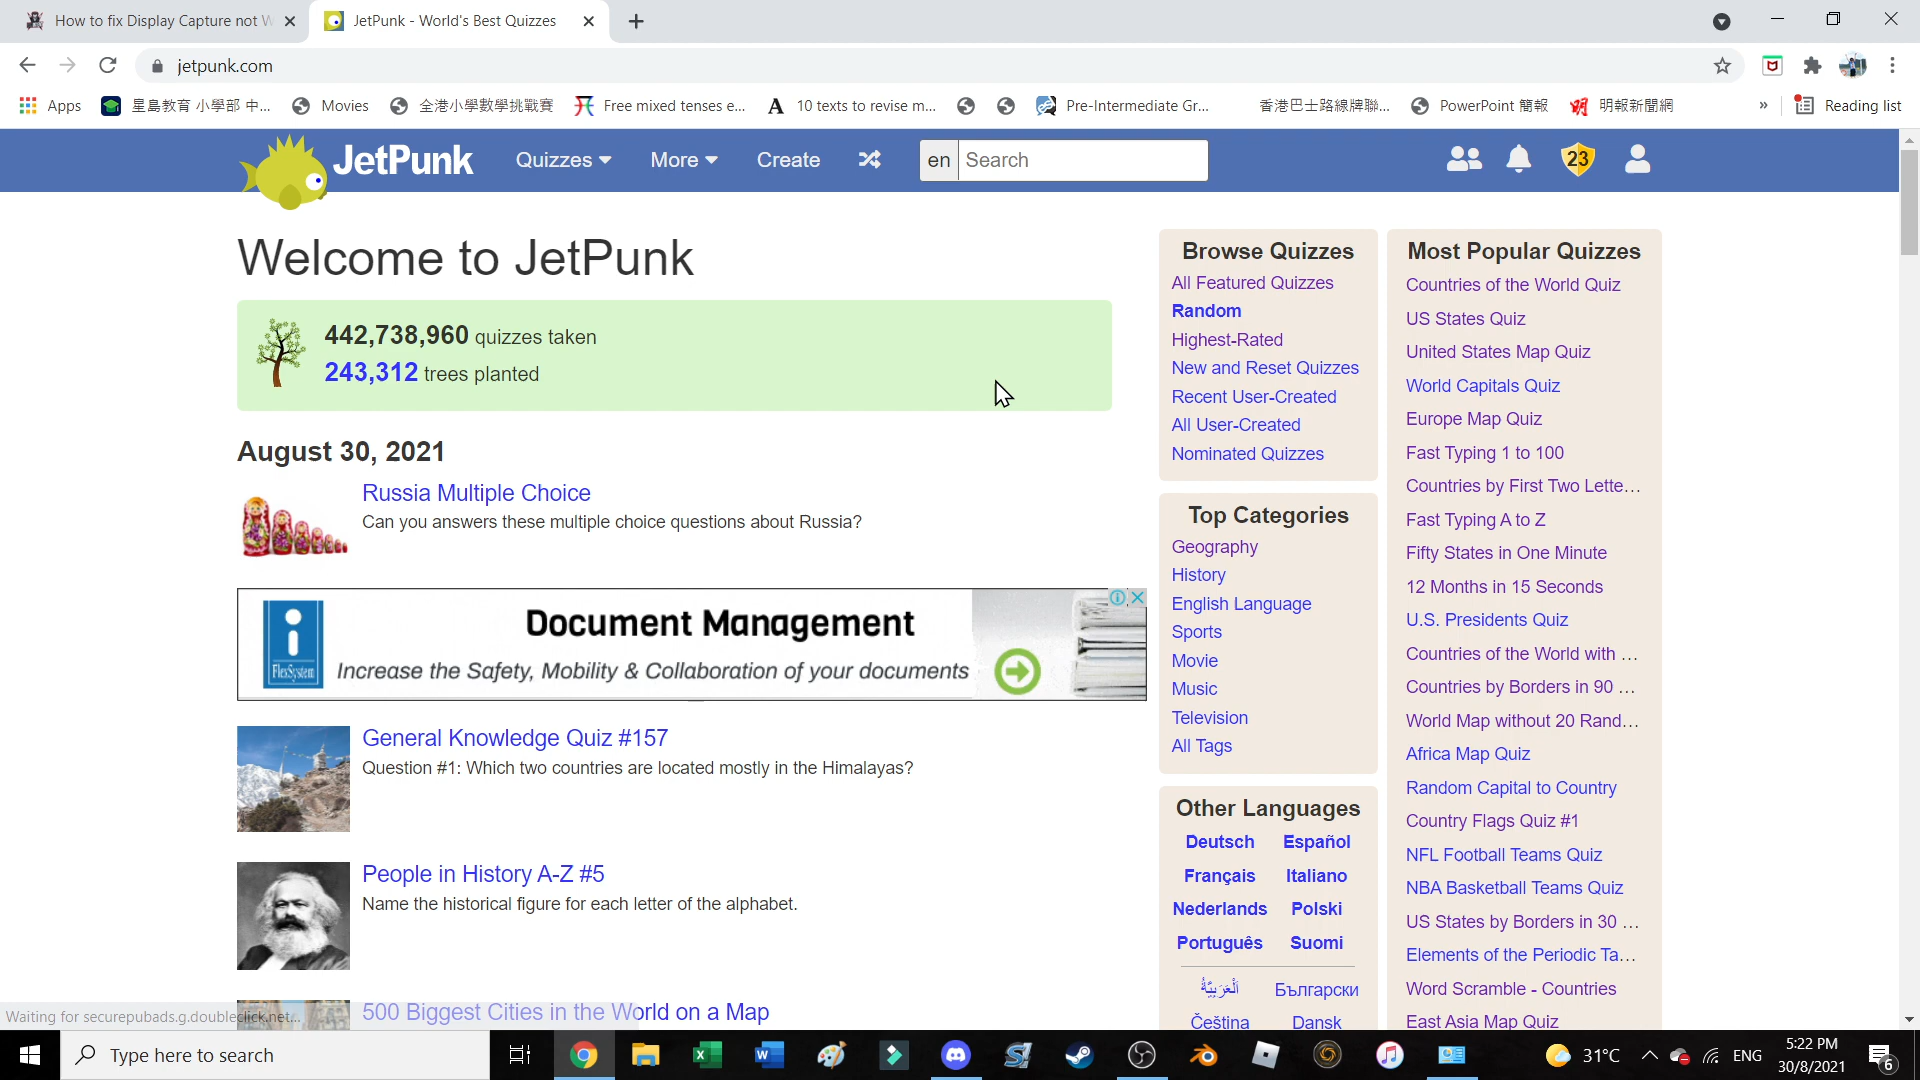 How to fix Display Capture not W
JetPunk - World's Best Quizzes
jetpunk.com
Apps
星島教育 小學部 中...
Movies
全港小學數學挑戰賽
Free mixed tenses e...
10 texts to revise m...
Pre-Intermediate Gr...
香港巴士路線牌聯...
PowerPoint 簡報
明報新聞網
»
Reading list
JetPunk
Quizzes
More
Create
en
Search
23
Welcome to JetPunk
442,738,960 quizzes taken
243,312 trees planted
August 30, 2021
Russia Multiple Choice
Can you answers these multiple choice questions about Russia?
FlexSystem
Document Management
Increase the Safety, Mobility & Collaboration of your documents
General Knowledge Quiz #157
Question #1: Which two countries are located mostly in the Himalayas?
People in History A-Z #5
Name the historical figure for each letter of the alphabet.
500 Biggest Cities in the World on a Map
Waiting for securepubads.g.doubleclick.net...
Browse Quizzes
All Featured Quizzes
Random
Highest-Rated
New and Reset Quizzes
Recent User-Created
All User-Created
Nominated Quizzes
Top Categories
Geography
History
English Language
Sports
Movie
Music
Television
All Tags
Other Languages
Deutsch Español
Français Italiano
Nederlands Polski
Português Suomi
اَلْعَرَبِيَّةُ Български
Čeština Dansk
Most Popular Quizzes
Countries of the World Quiz
US States Quiz
United States Map Quiz
World Capitals Quiz
Europe Map Quiz
Fast Typing 1 to 100
Countries by First Two Lette...
Fast Typing A to Z
Fifty States in One Minute
12 Months in 15 Seconds
U.S. Presidents Quiz
Countries of the World with ...
Countries by Borders in 90 ...
World Map without 20 Rand...
Africa Map Quiz
Random Capital to Country
Country Flags Quiz #1
NFL Football Teams Quiz
NBA Basketball Teams Quiz
US States by Borders in 30 ...
Elements of the Periodic Ta...
Word Scramble - Countries
East Asia Map Quiz
Type here to search
31°C
ENG
5:22 PM
30/8/2021
6